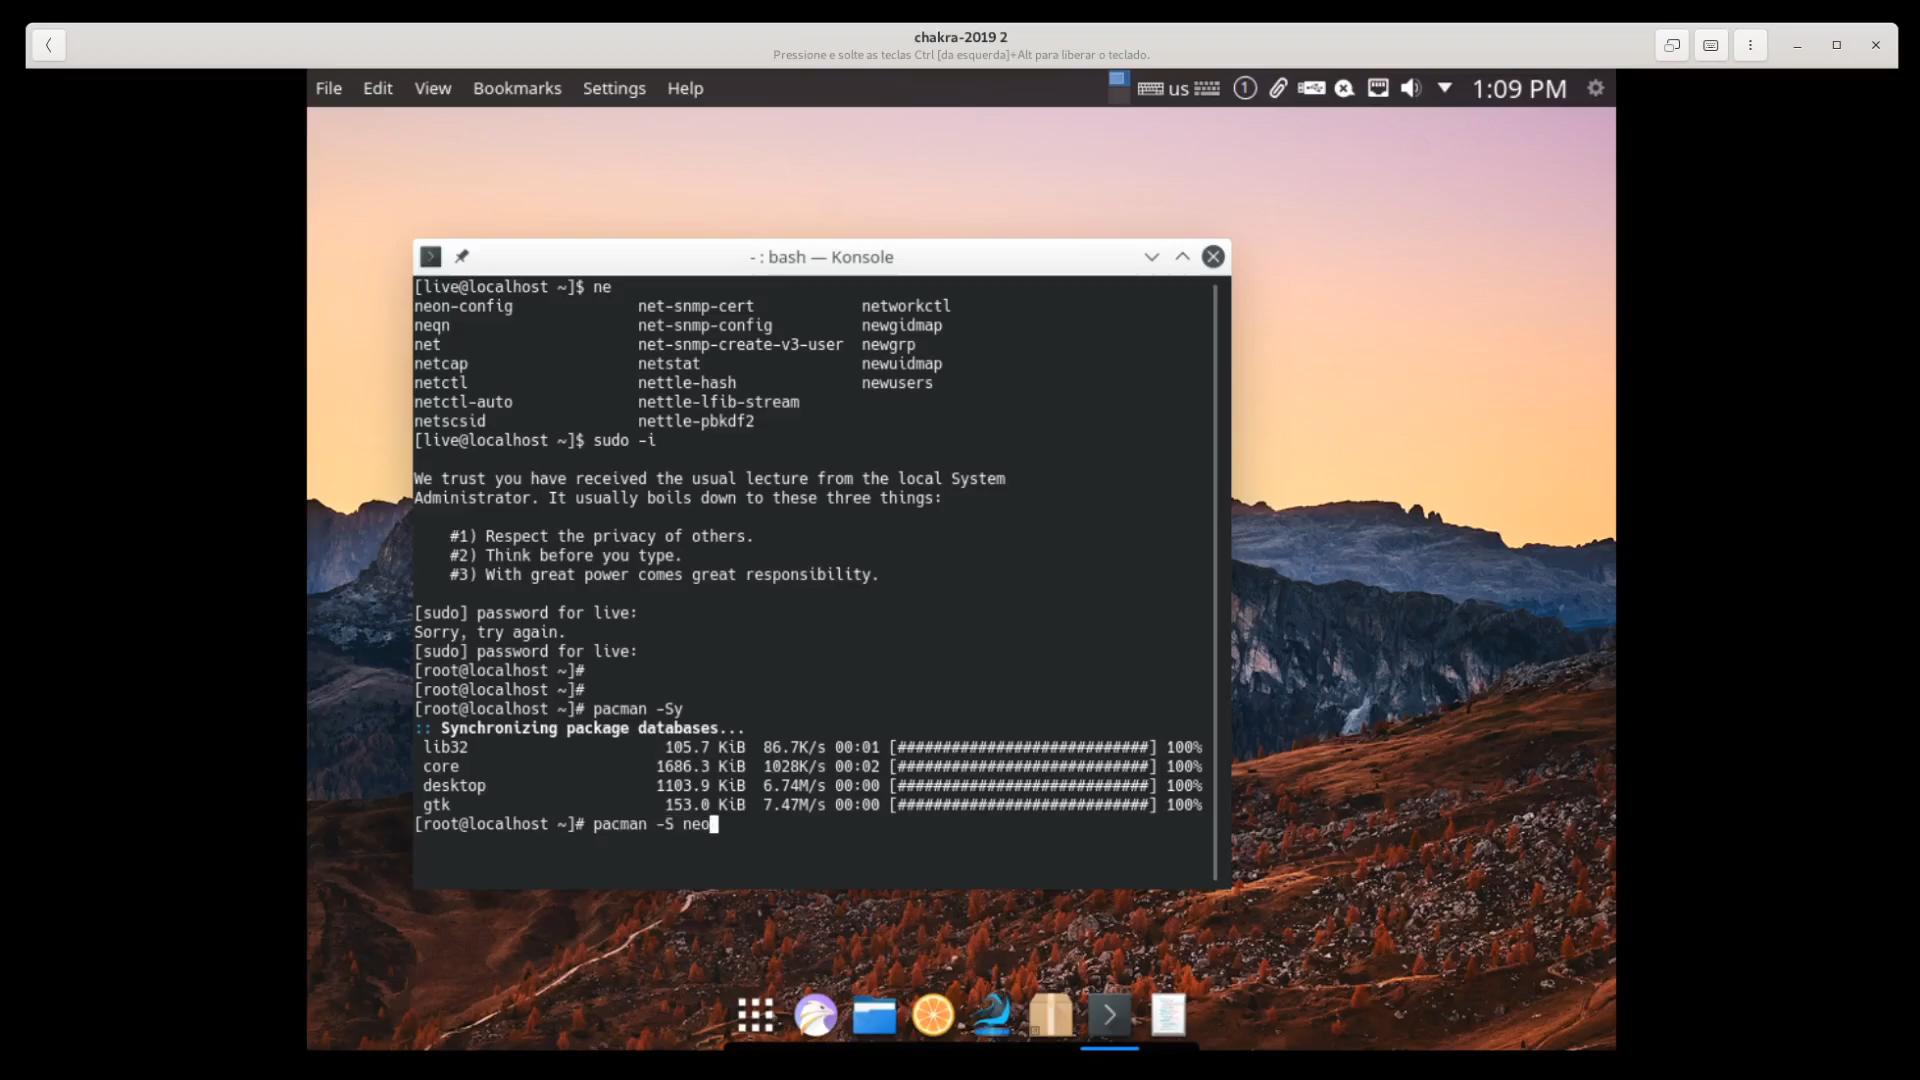 chakra-2019 2
Pressione e solte as teclas Ctrl [da esquerda]+Alt para liberar o teclado.
File Edit View Bookmarks Settings Help us 1 1:09 PM
- : bash — Konsole
[live@localhost ~]$ ne
neon-config net-snmp-cert networkctl
neqn net-snmp-config newgidmap
net net-snmp-create-v3-user newgrp
netcap netstat newuidmap
netctl nettle-hash newusers
netctl-auto nettle-lfib-stream
netscsid nettle-pbkdf2
[live@localhost ~]$ sudo -i
We trust you have received the usual lecture from the local System
Administrator. It usually boils down to these three things:
#1) Respect the privacy of others.
#2) Think before you type.
#3) With great power comes great responsibility.
[sudo] password for live:
Sorry, try again.
[sudo] password for live:
[root@localhost ~]#
[root@localhost ~]#
[root@localhost ~]# pacman -Sy
:: Synchronizing package databases...
lib32 105.7 KiB 86.7K/s 00:01 [############################] 100%
core 1686.3 KiB 1028K/s 00:02 [############################] 100%
desktop 1103.9 KiB 6.74M/s 00:00 [############################] 100%
gtk 153.0 KiB 7.47M/s 00:00 [############################] 100%
[root@localhost ~]# pacman -S neo